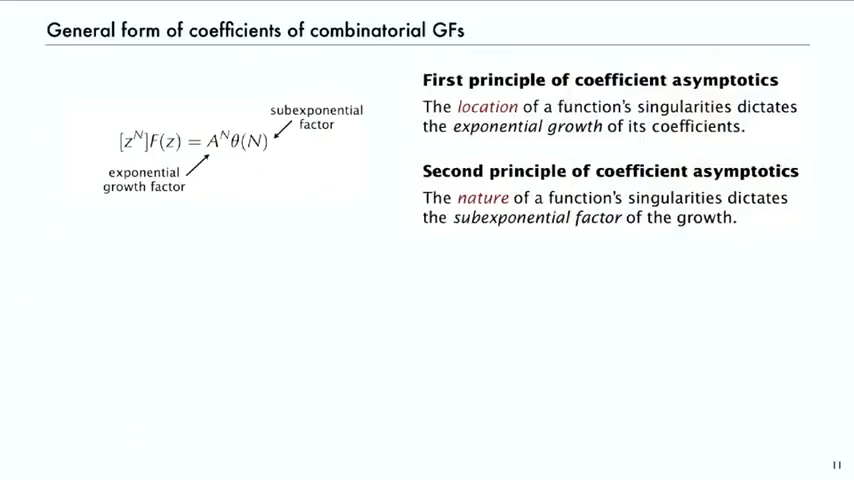 General form of coefficients of combinatorial GFs
subexponential
factor
[z^N]F(z) = A^Nθ(N)
exponential
growth factor
First principle of coefficient asymptotics
The location of a function's singularities dictates
the exponential growth of its coefficients.
Second principle of coefficient asymptotics
The nature of a function's singularities dictates
the subexponential factor of the growth.
11